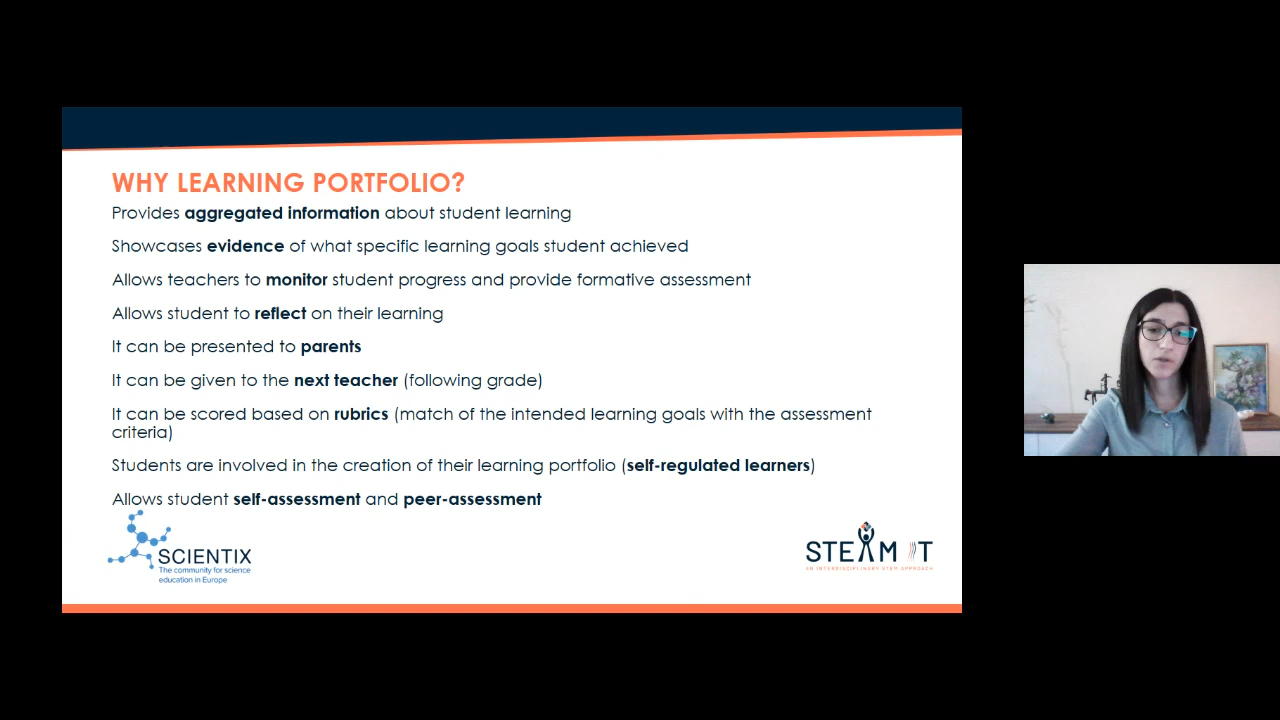 WHY LEARNING PORTFOLIO?
Provides aggregated information about student learning
Showcases evidence of what specific learning goals student achieved
Allows teachers to monitor student progress and provide formative assessment
Allows student to reflect on their learning
It can be presented to parents
It can be given to the next teacher (following grade)
It can be scored based on rubrics (match of the intended learning goals with the assessment
criteria)
Students are involved in the creation of their learning portfolio (self-regulated learners)
Allows student self-assessment and peer-assessment
SCIENTIX
The community for science
education in Europe
STEAM IT
AN INTERDISCIPLINARY STEM APPROACH